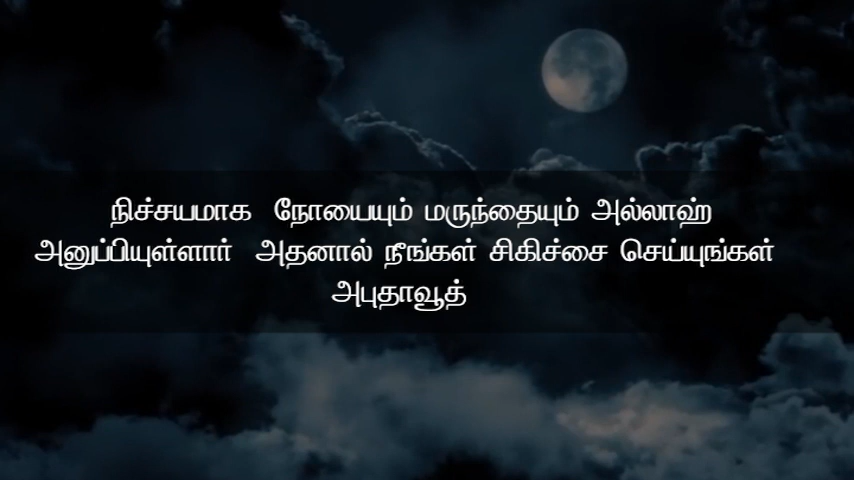 நிச்சயமாக நோயையும் மருந்தையும் அல்லாஹ்
அனுப்பியுள்ளார் அதனால் நீங்கள் சிகிச்சை செய்யுங்கள்
அபுதாவூத்